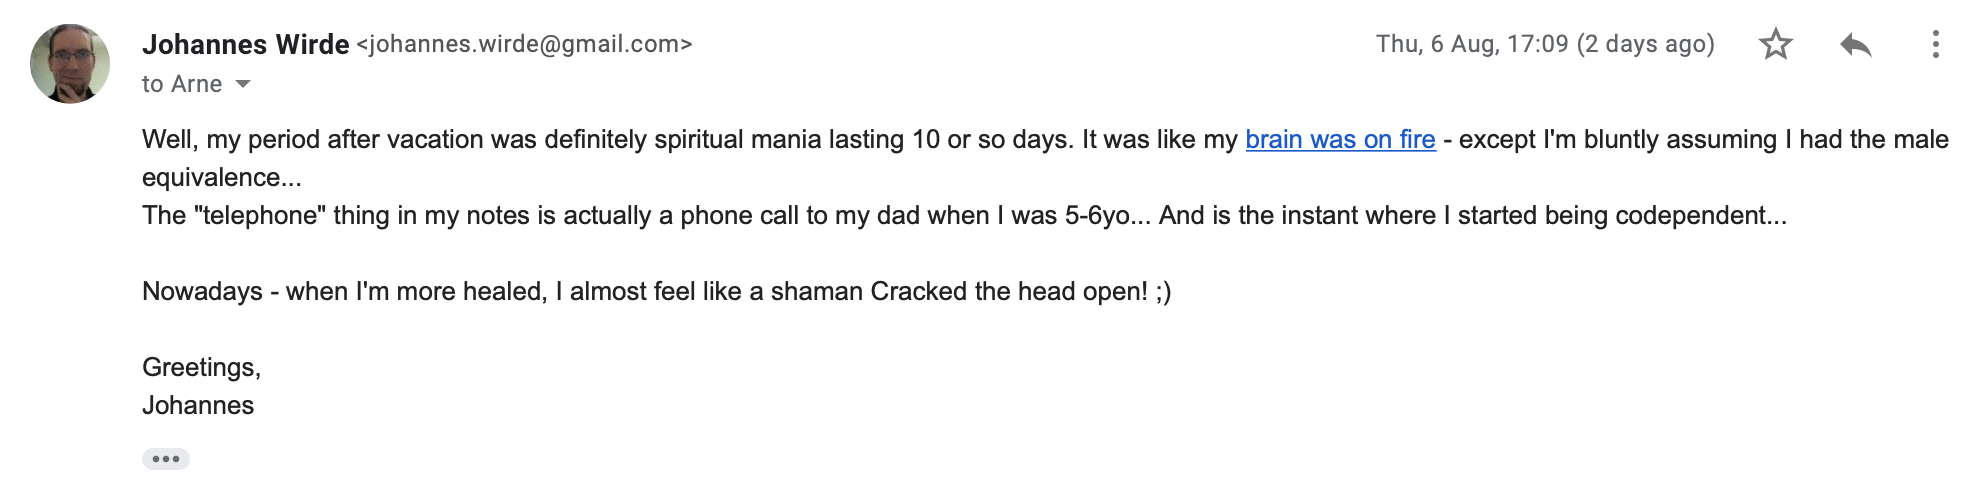 Johannes Wirde <johannes.wirde@gmail.com> Thu, 6 Aug, 17:09 (2 days ago)
to Arne
Well, my period after vacation was definitely spiritual mania lasting 10 or so days. It was like my brain was on fire - except I'm bluntly assuming I had the male
equivalence...
The "telephone" thing in my notes is actually a phone call to my dad when I was 5-6yo... And is the instant where I started being codependent...
Nowadays - when I'm more healed, I almost feel like a shaman Cracked the head open! ;)
Greetings,
Johannes